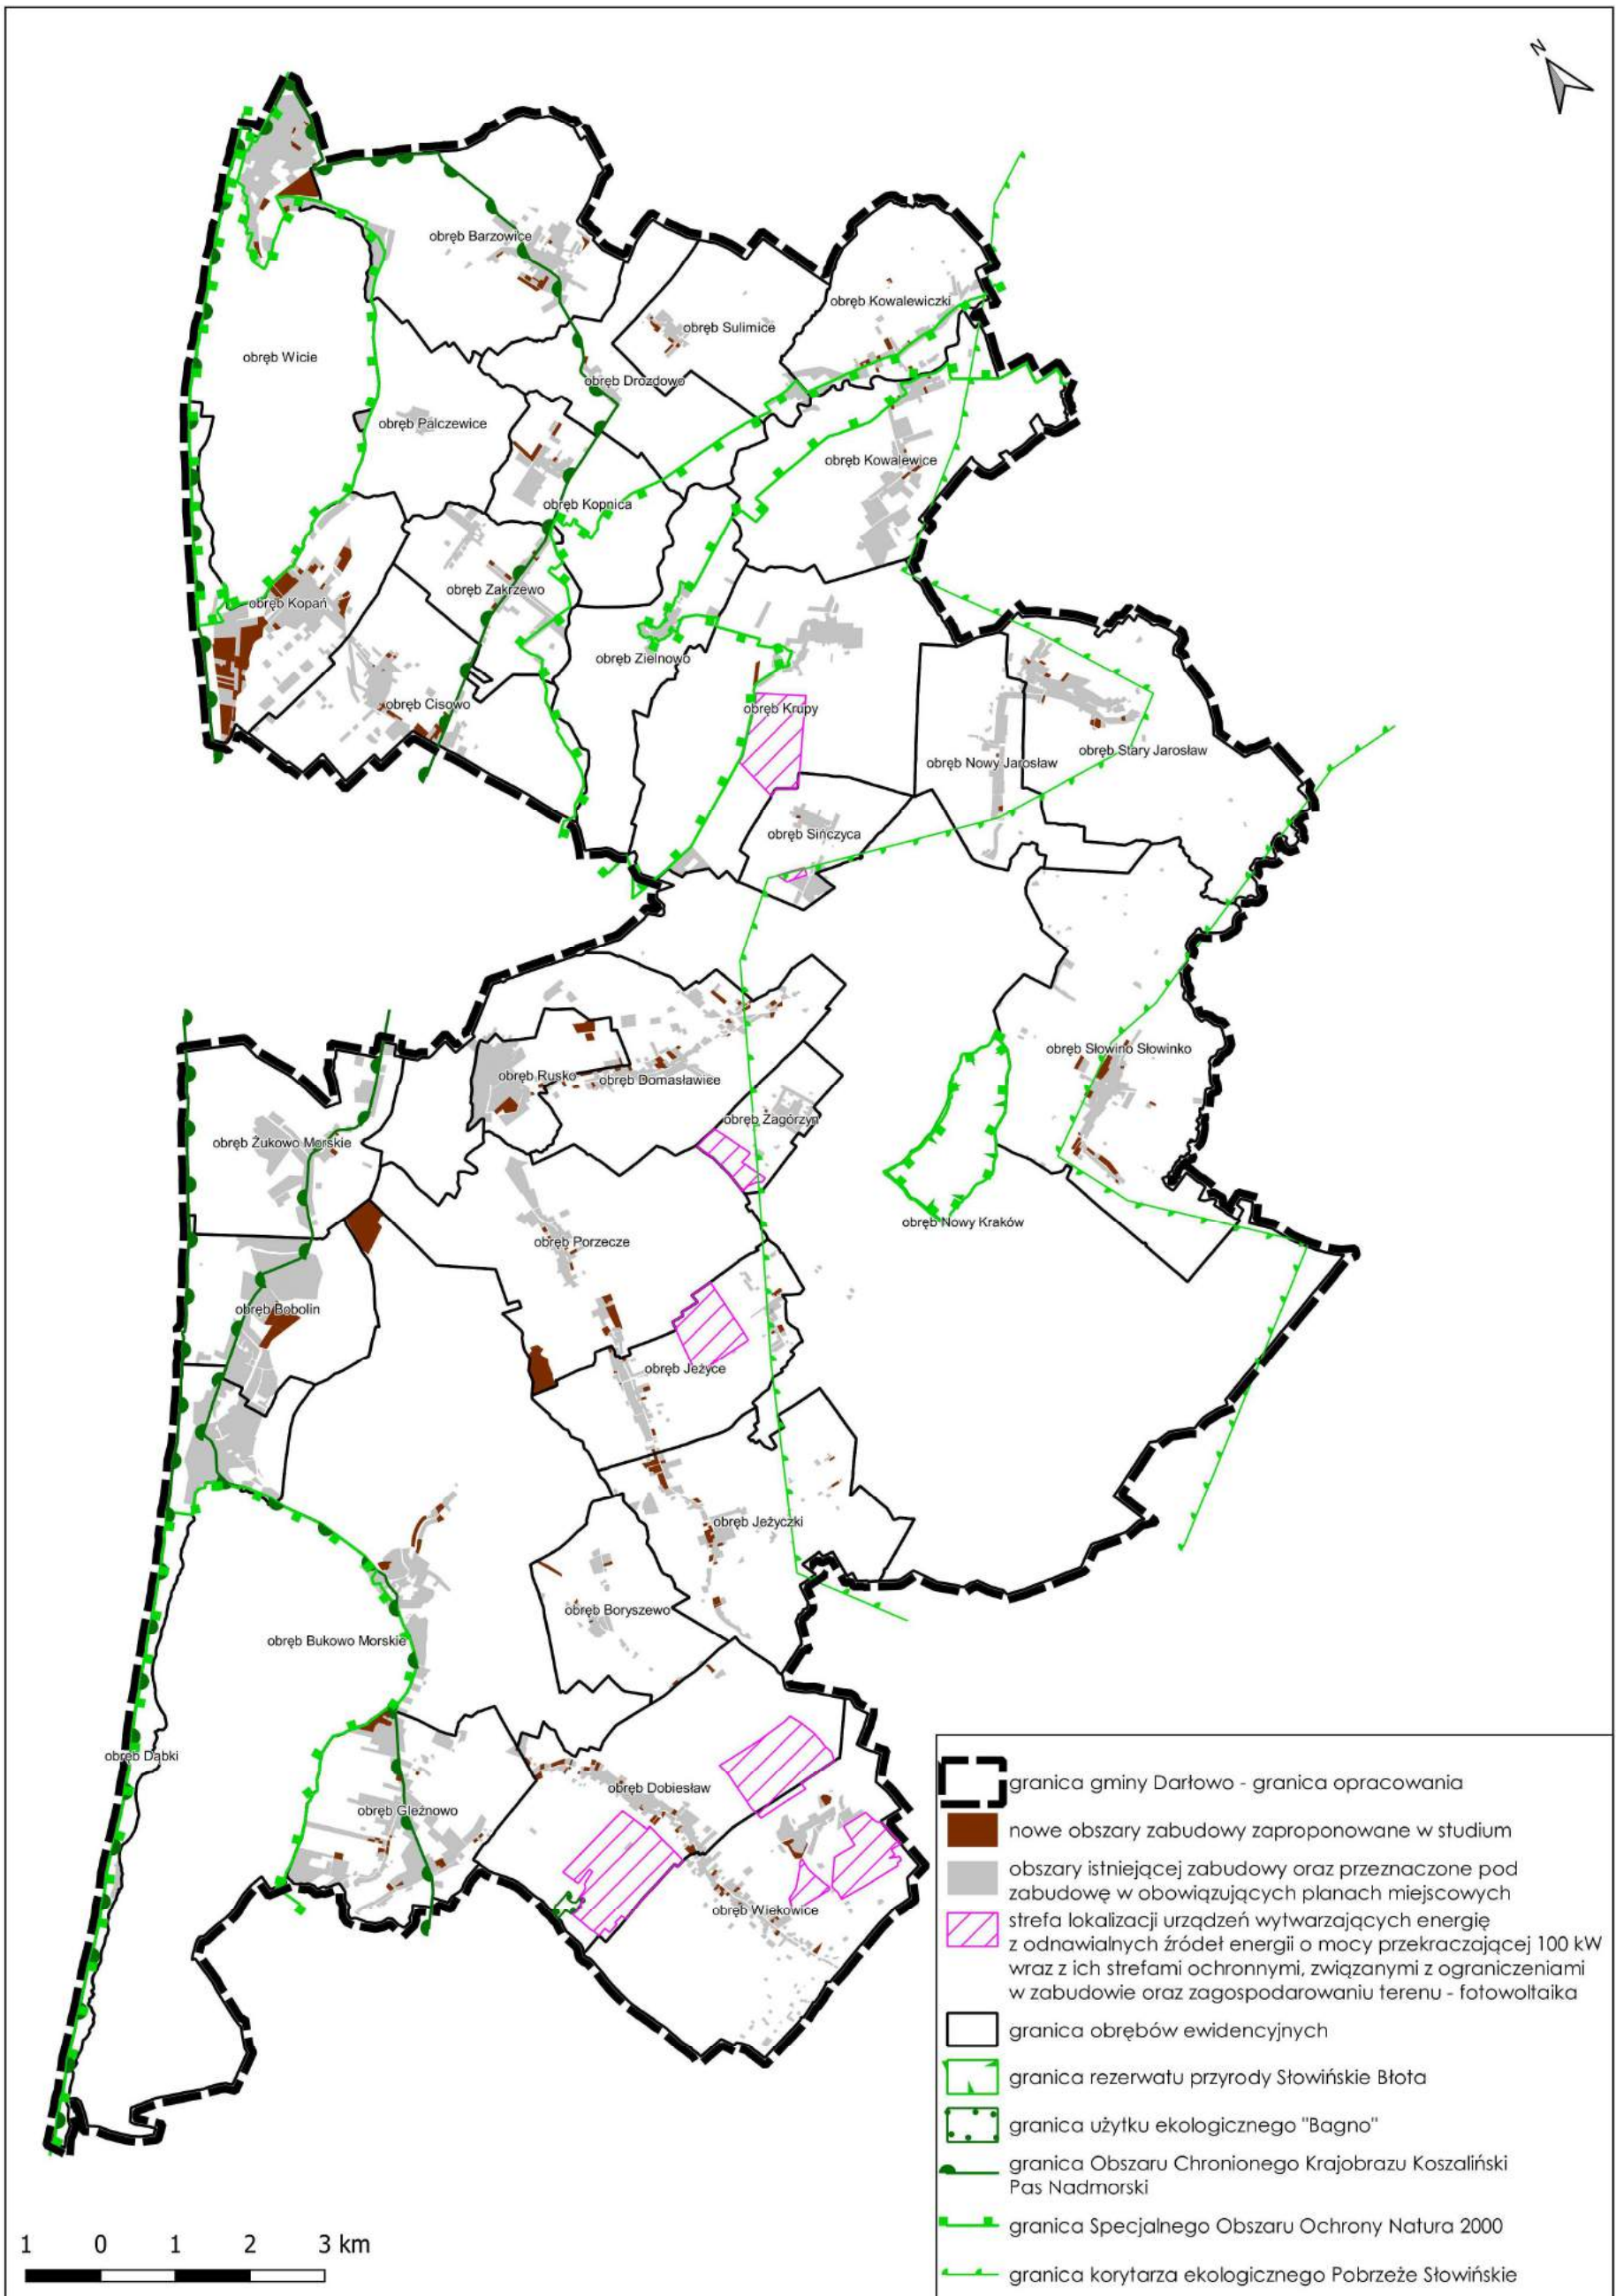 N
obręb Barzowice
obręb Kowalewiczki
obręb Sulimice
obręb Wicie
obręb Drozdowo
obręb Palczewice
obręb Kowalewice
obręb Kopnica
obręb Zakrzewo
obręb Kopań
obręb Zielnowo
obręb Cisowo
obręb Krupy
obręb Stary Jarosław
obręb Nowy Jarosław
obręb Sińczyca
obręb Słowino Słowinko
obręb Rusko
obręb Domasławice
obręb Zagórzyn
obręb Żukowo Morskie
obręb Nowy Kraków
obręb Porzecze
obręb Bobolin
obręb Jeżyce
obręb Jeżyczki
obręb Boryszewo
obręb Bukowo Morskie
obręb Dąbki
obręb Dobiesław
obręb Gleźnowo
obręb Wiekowice
granica gminy Darłowo - granica opracowania
nowe obszary zabudowy zaproponowane w studium
obszary istniejącej zabudowy oraz przeznaczone pod
zabudowę w obowiązujących planach miejscowych
strefa lokalizacji urządzeń wytwarzających energię
z odnawialnych źródeł energii o mocy przekraczającej 100 kW
wraz z ich strefami ochronnymi, związanymi z ograniczeniami
w zabudowie oraz zagospodarowaniu terenu - fotowoltaika
granica obrębów ewidencyjnych
granica rezerwatu przyrody Słowińskie Błota
granica użytku ekologicznego "Bagno"
granica Obszaru Chronionego Krajobrazu Koszaliński
Pas Nadmorski
granica Specjalnego Obszaru Ochrony Natura 2000
granica korytarza ekologicznego Pobrzeże Słowińskie
1 0 1 2 3 km